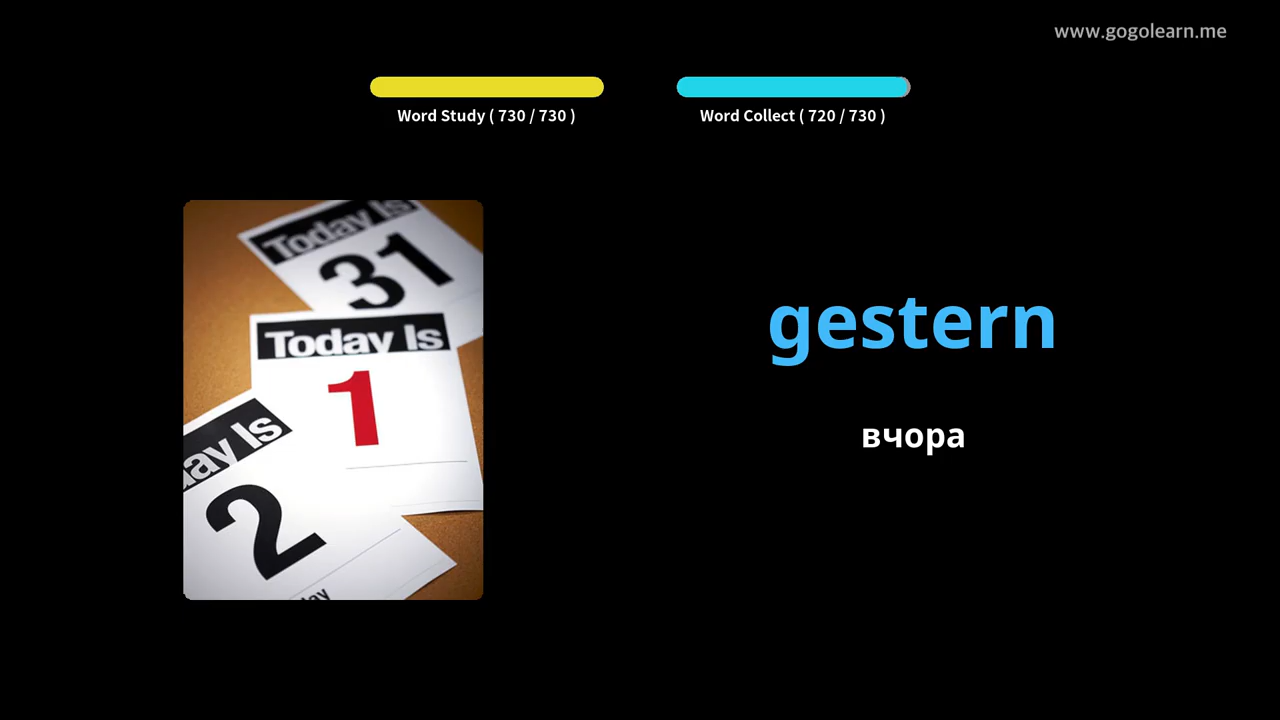 www.gogolearn.me
Word Study ( 730 / 730 )
Word Collect ( 720 / 730 )
Today Is
31
Today Is
1
day Is
2
gestern
вчора